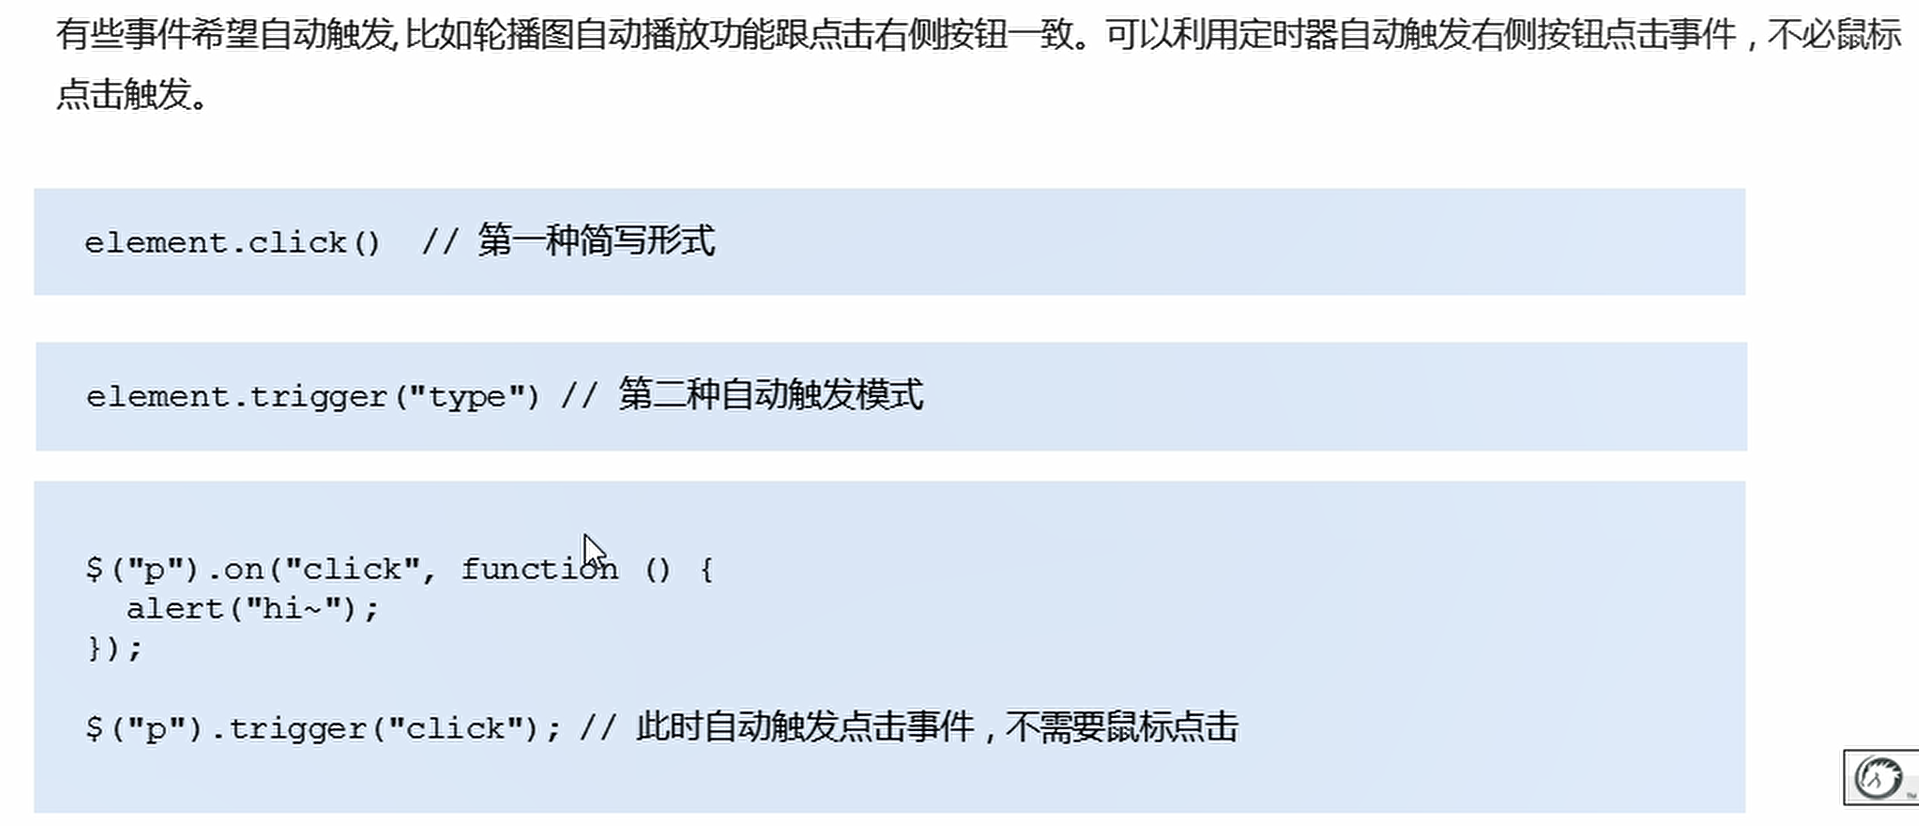 有些事件希望自动触发, 比如轮播图自动播放功能跟点击右侧按钮一致。可以利用定时器自动触发右侧按钮点击事件，不必鼠标
点击触发。
element.click()  // 第一种简写形式
element.trigger("type") // 第二种自动触发模式
$("p").on("click", function () {
  alert("hi~");
});
$("p").trigger("click"); // 此时自动触发点击事件，不需要鼠标点击